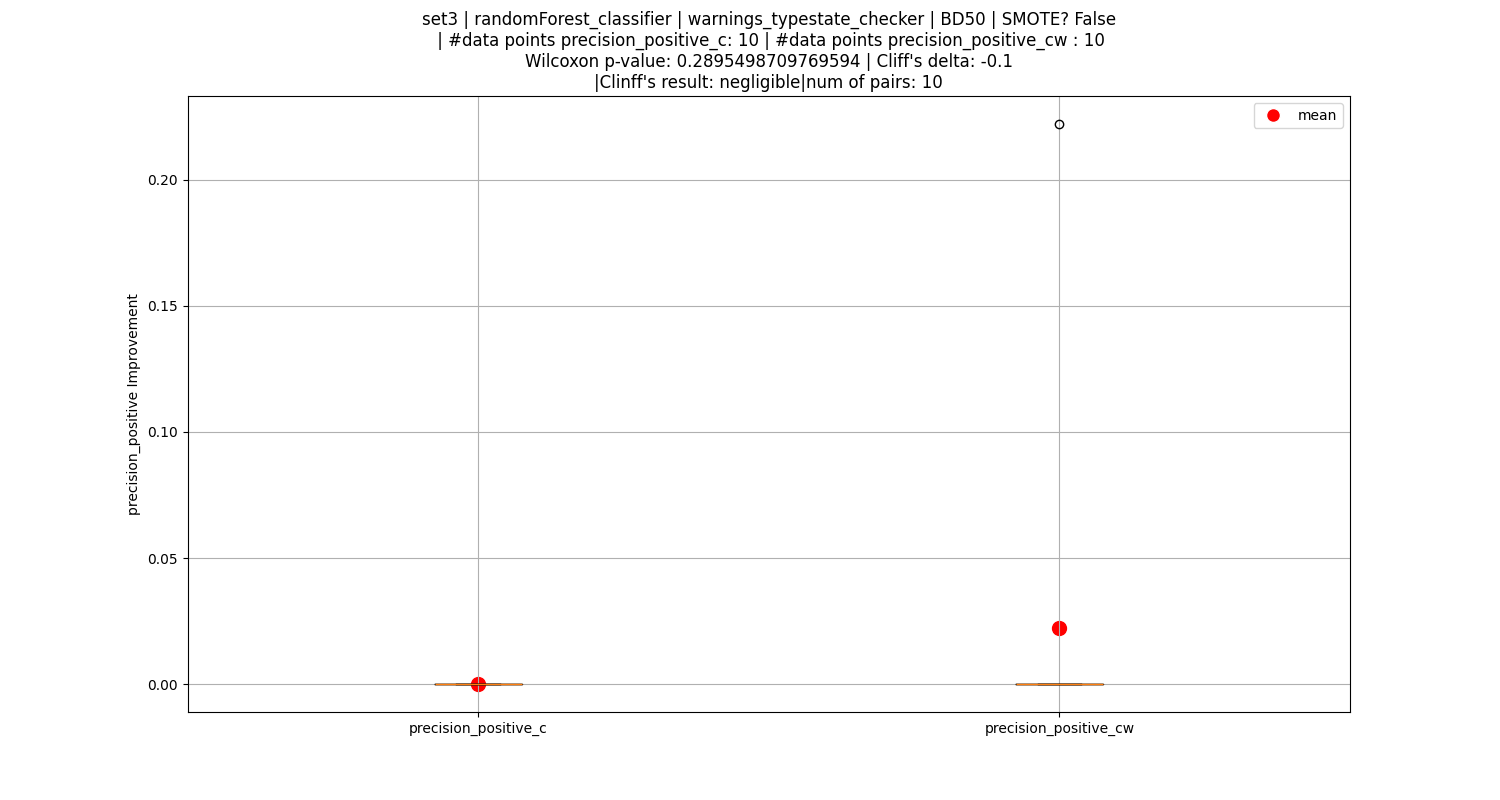 set3 | randomForest_classifier | warnings_typestate_checker | BD50 | SMOTE? False
| #data points precision_positive_c: 10 | #data points precision_positive_cw : 10
Wilcoxon p-value: 0.2895498709769594 | Cliff's delta: -0.1
|Clinff's result: negligible|num of pairs: 10
mean
0.20
0.15
0.10
0.05
0.00
precision_positive Improvement
precision_positive_c
precision_positive_cw